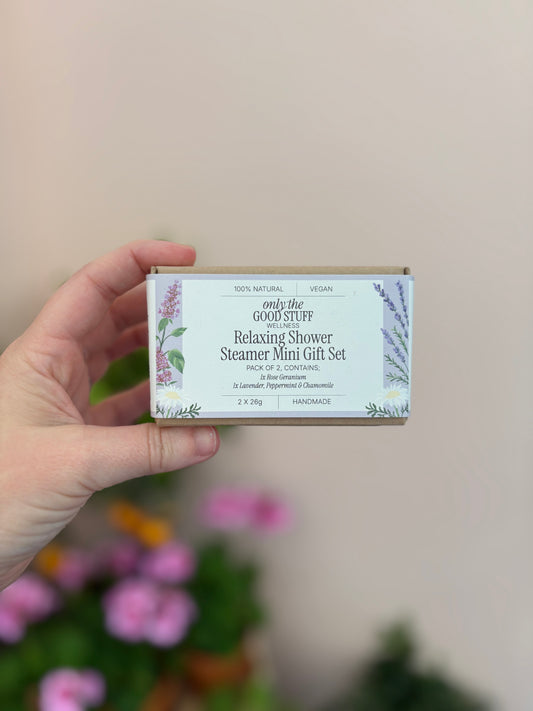 100% NATURAL VEGAN
only the
GOOD STUFF
WELLNESS
Relaxing Shower
Steamer Mini Gift Set
PACK OF 2, CONTAINS;
1x Rose Geranium
1x Lavender, Peppermint & Chamomile
2 X 26g HANDMADE